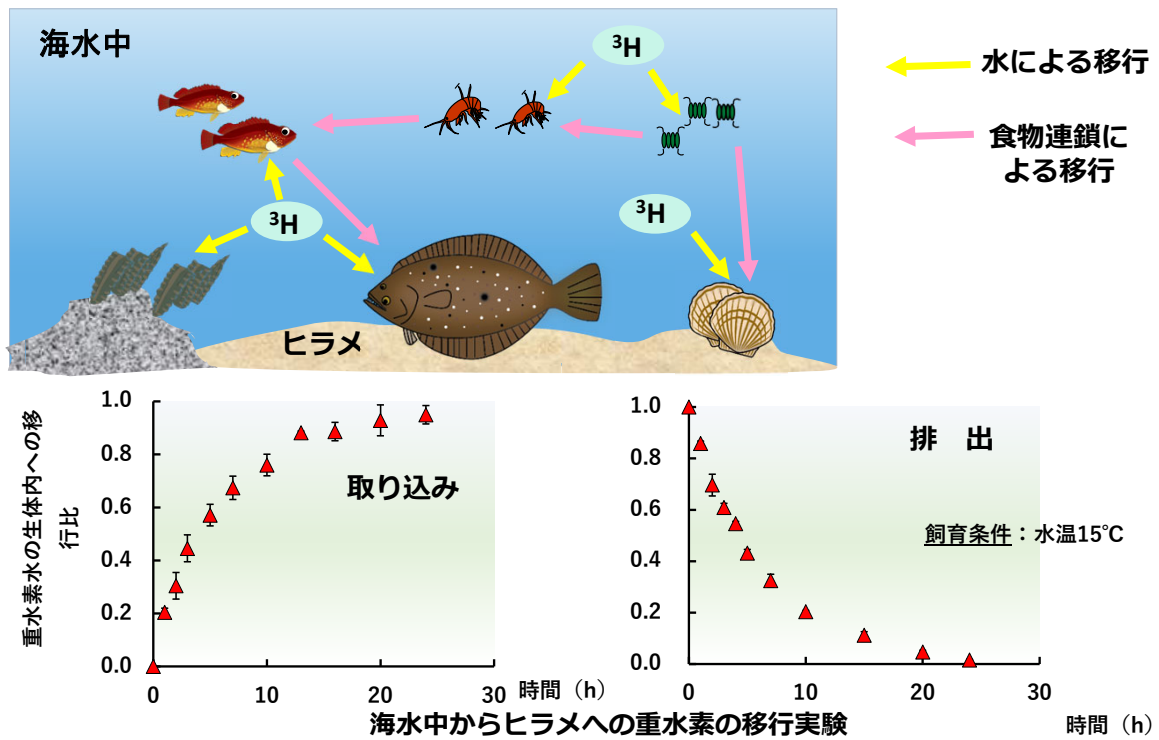 海水中
³H
水による移行
食物連鎖に
よる移行
³H
³H
ヒラメ
重水素水の生体内への移
行比
1.0
0.8
0.6
0.4
0.2
0.0
0
10
20
30
時間（h）
取り込み
1.0
0.8
0.6
0.4
0.2
0.0
0
10
20
30
時間（h）
排　出
飼育条件：水温15℃
海水中からヒラメへの重水素の移行実験